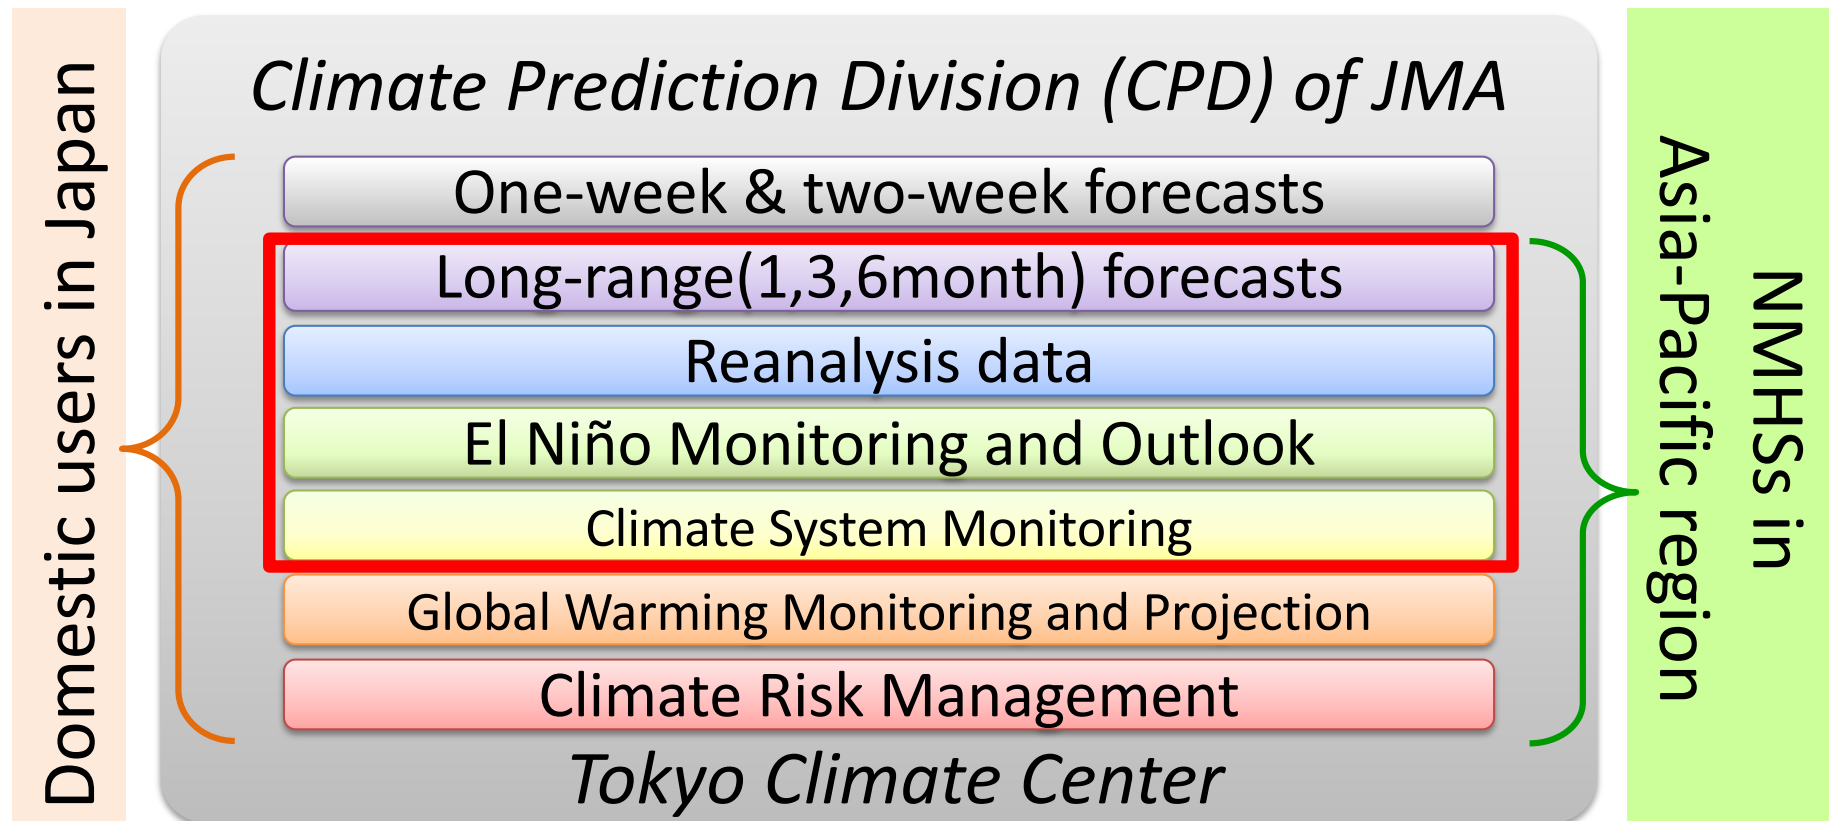 Domestic users in Japan
Climate Prediction Division (CPD) of JMA
One-week & two-week forecasts
Long-range(1,3,6month) forecasts
Reanalysis data
El Niño Monitoring and Outlook
Climate System Monitoring
Global Warming Monitoring and Projection
Climate Risk Management
Tokyo Climate Center
NMHSs in
Asia-Pacific region